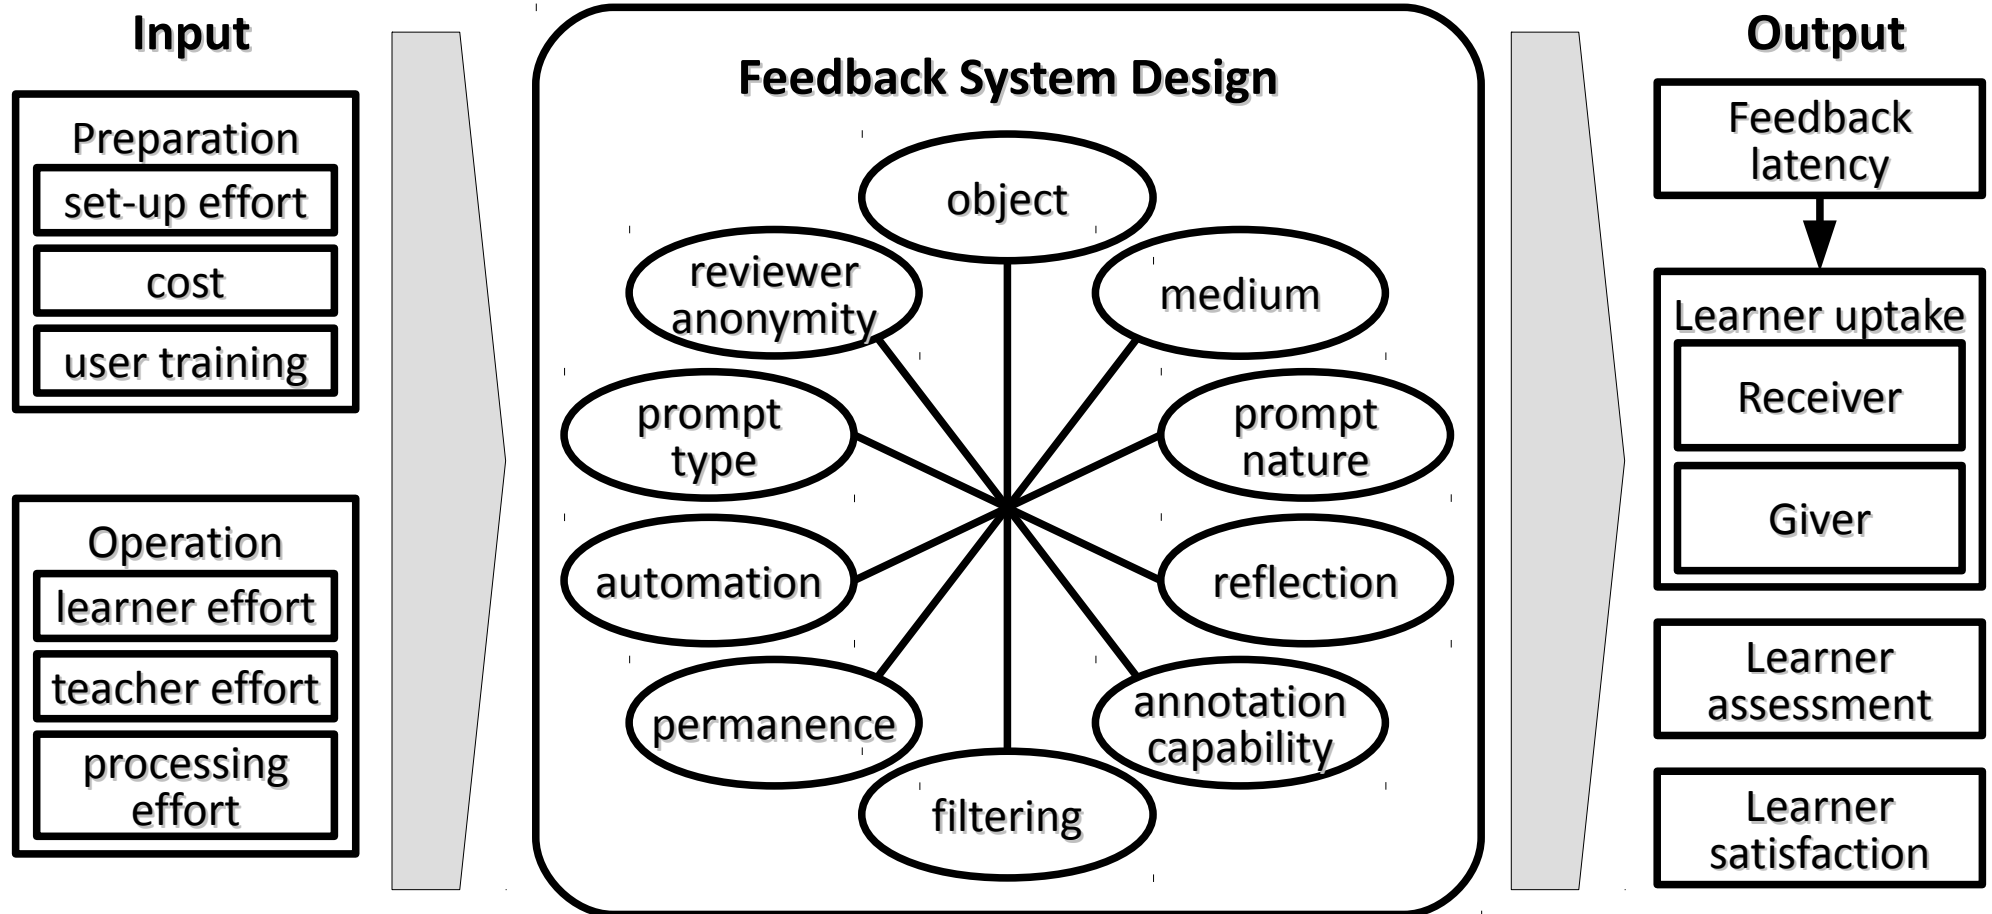 Input
Preparation
set-up effort
cost
user training
Operation
learner effort
teacher effort
processing
effort
Feedback System Design
object
reviewer
anonymity
medium
prompt
type
prompt
nature
automation
reflection
permanence
annotation
capability
filtering
Output
Feedback
latency
Learner uptake
Receiver
Giver
Learner
assessment
Learner
satisfaction